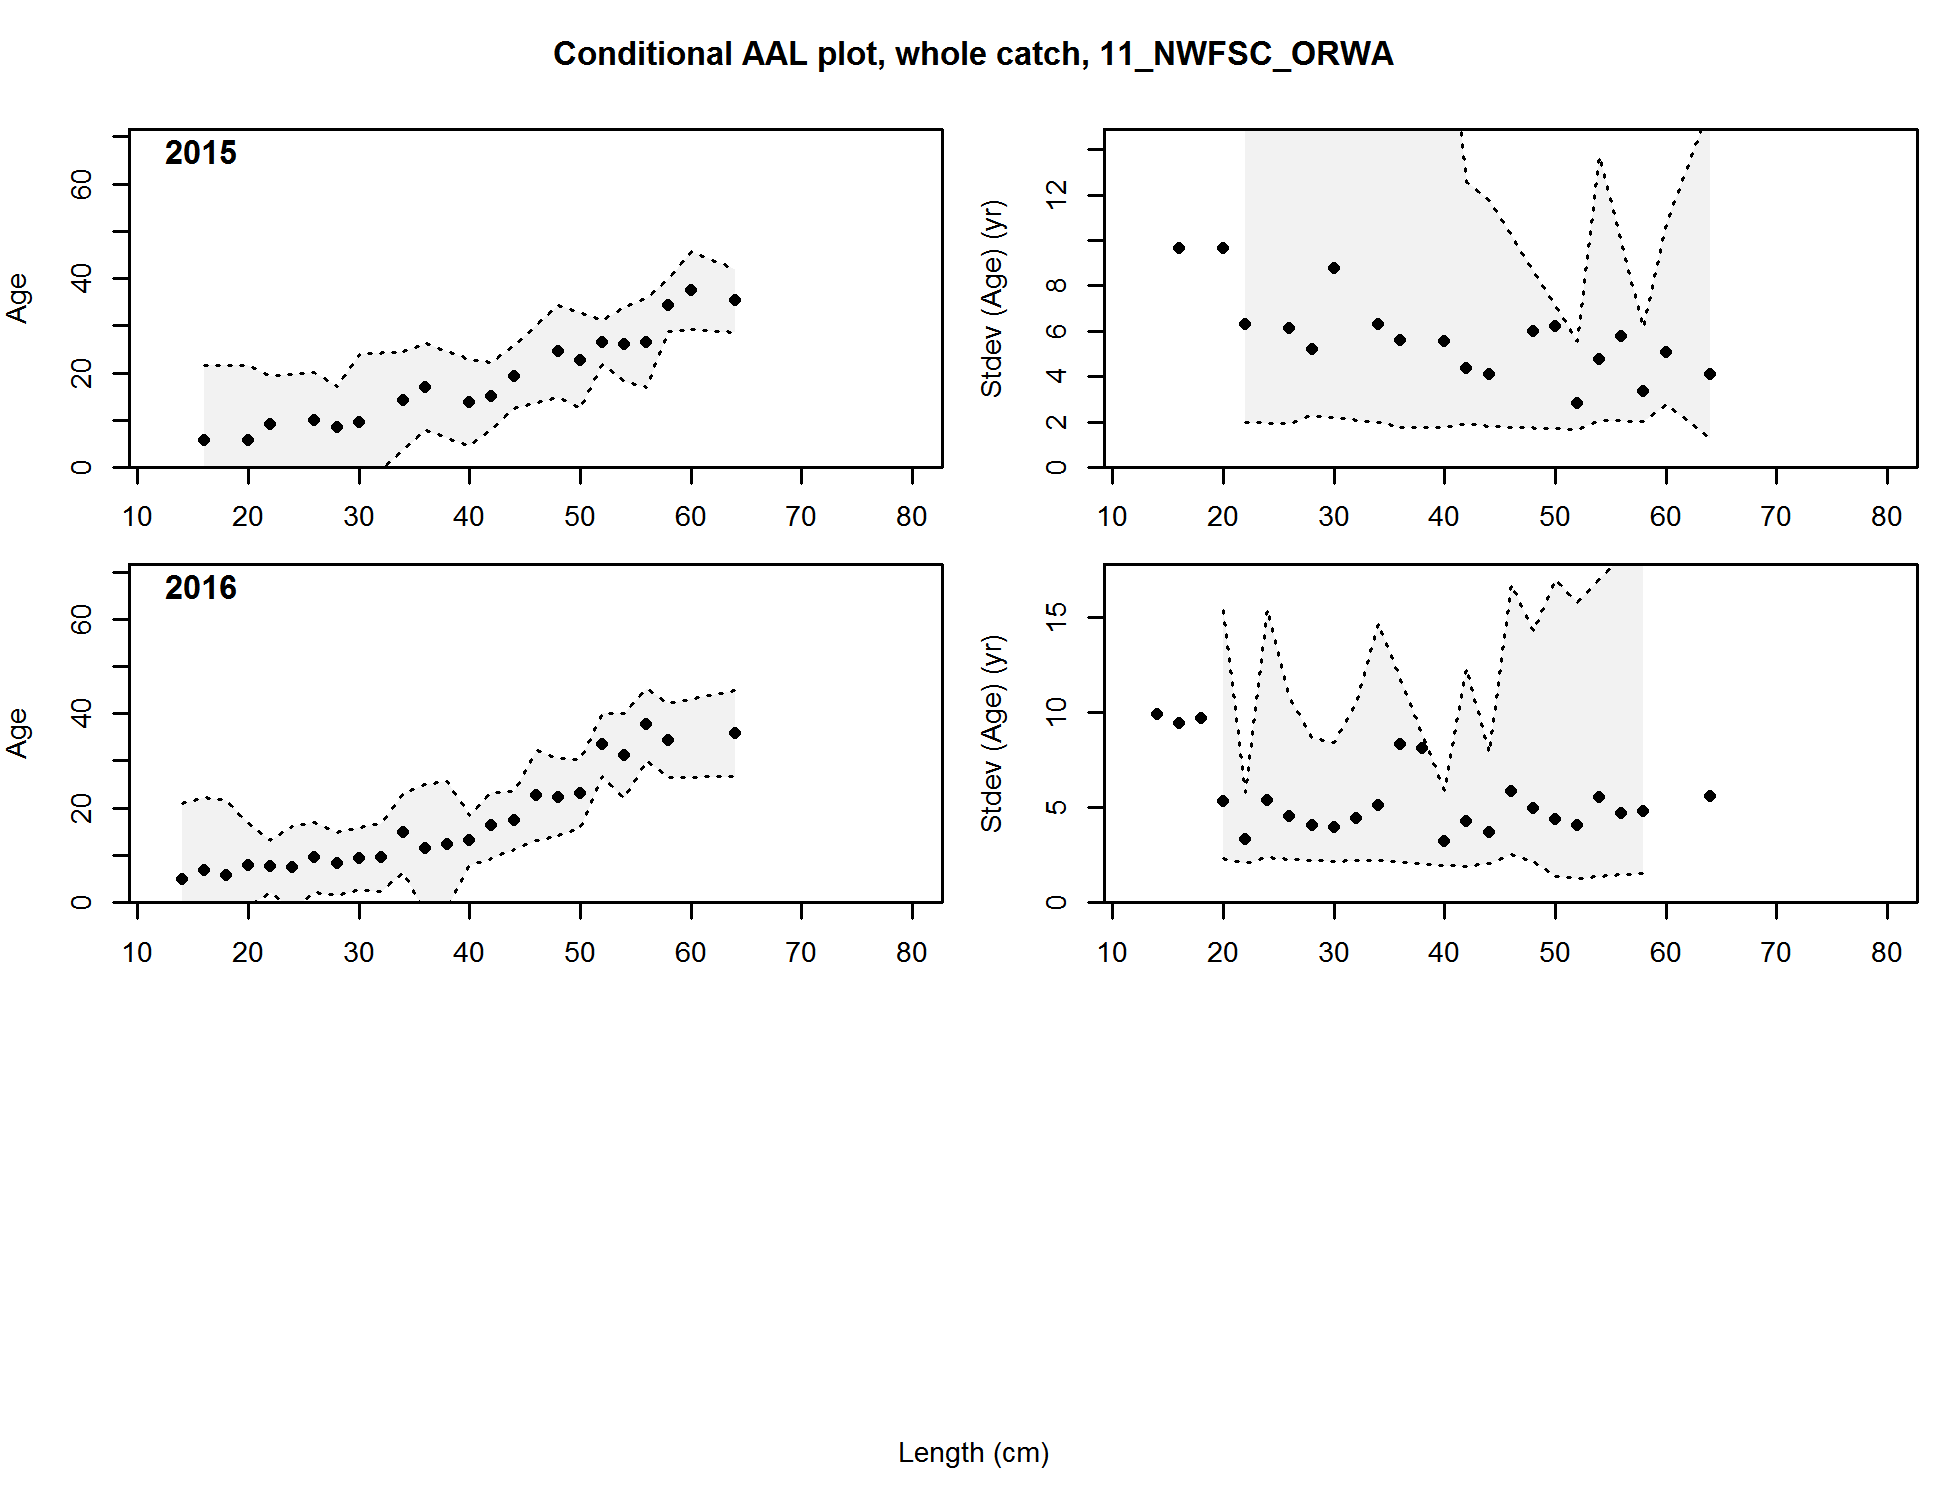 Conditional AAL plot, whole catch, 11_NWFSC_ORWA
2015
Age
0 20 40 60
10 20 30 40 50 60 70 80
Stdev (Age) (yr)
0 2 4 6 8 12
10 20 30 40 50 60 70 80
2016
Age
0 20 40 60
10 20 30 40 50 60 70 80
Stdev (Age) (yr)
0 5 10 15
10 20 30 40 50 60 70 80
Length (cm)